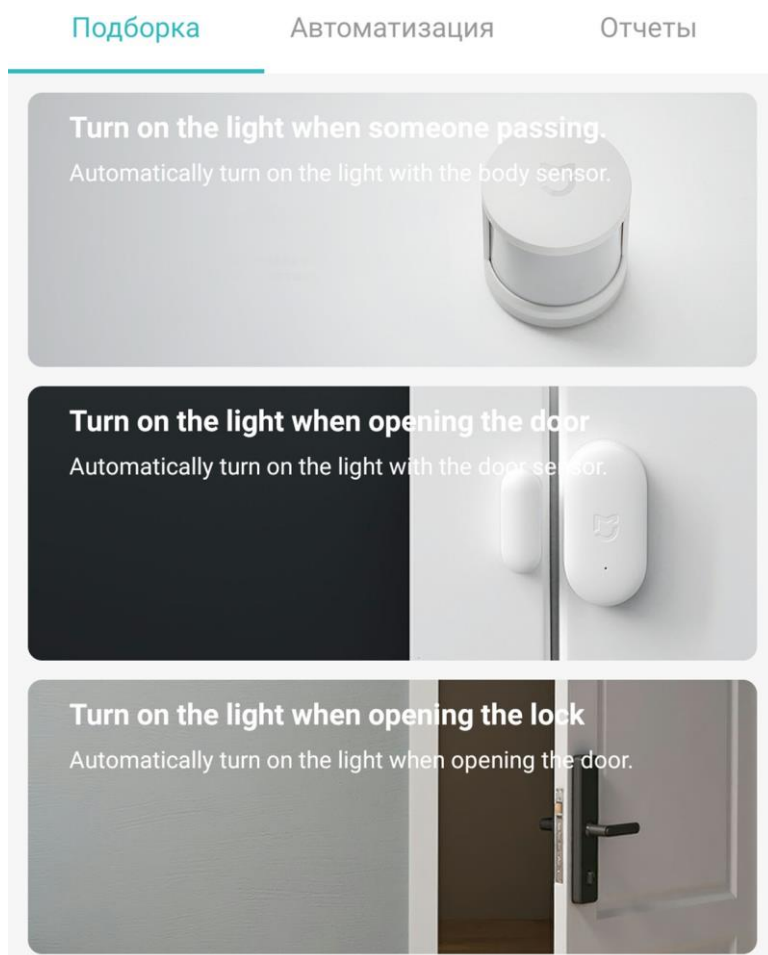 Подборка Автоматизация Отчеты
Turn on the light when someone passing.
Automatically turn on the light with the body sensor.
Turn on the light when opening the door
Automatically turn on the light with the door sensor.
Turn on the light when opening the lock
Automatically turn on the light when opening the door.